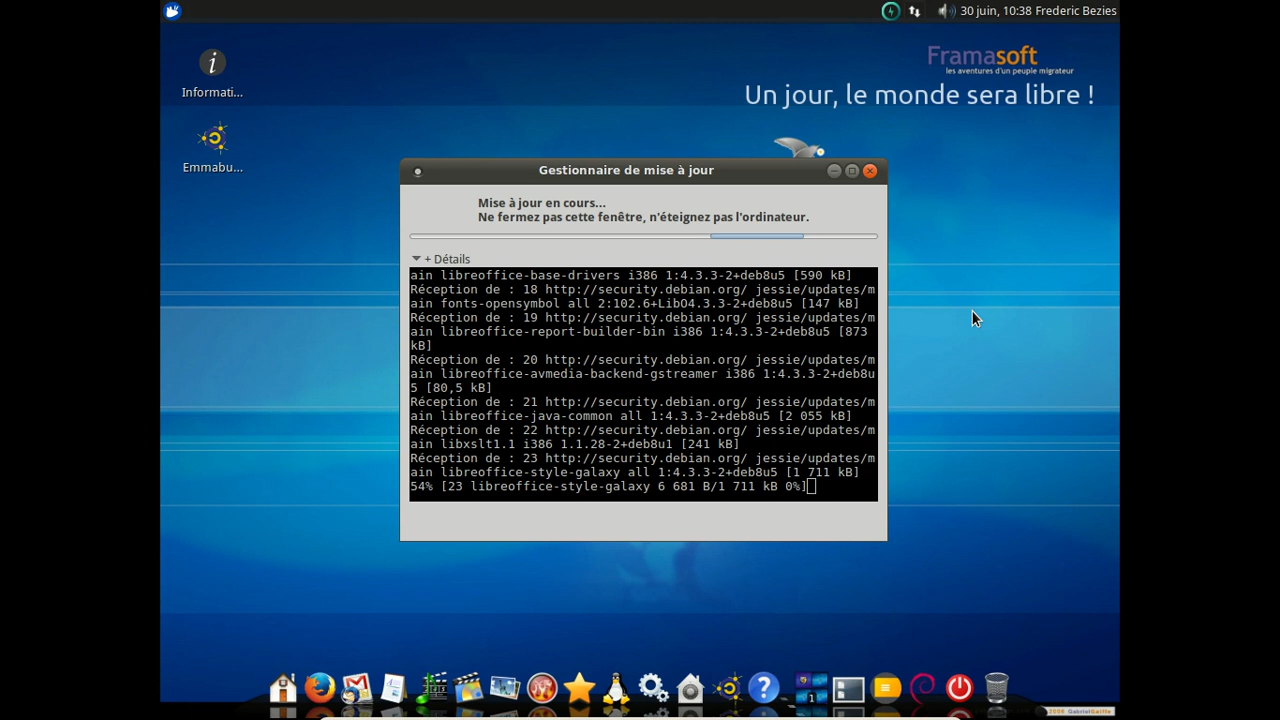 30 juin, 10:38 Frederic Bezies
Framasoft
les aventures d'un peuple migrateur
Un jour, le monde sera libre !
Informati...
Emmabu...
Gestionnaire de mise à jour
Mise à jour en cours...
Ne fermez pas cette fenêtre, n'éteignez pas l'ordinateur.
+ Détails
ain libreoffice-base-drivers i386 1:4.3.3-2+deb8u5 [590 kB]
Réception de : 18 http://security.debian.org/ jessie/updates/m
ain fonts-opensymbol all 2:102.6+LibO4.3.3-2+deb8u5 [147 kB]
Réception de : 19 http://security.debian.org/ jessie/updates/m
ain libreoffice-report-builder-bin i386 1:4.3.3-2+deb8u5 [873
kB]
Réception de : 20 http://security.debian.org/ jessie/updates/m
ain libreoffice-avmedia-backend-gstreamer i386 1:4.3.3-2+deb8u
5 [80,5 kB]
Réception de : 21 http://security.debian.org/ jessie/updates/m
ain libreoffice-java-common all 1:4.3.3-2+deb8u5 [2 055 kB]
Réception de : 22 http://security.debian.org/ jessie/updates/m
ain libxslt1.1 i386 1.1.28-2+deb8u1 [241 kB]
Réception de : 23 http://security.debian.org/ jessie/updates/m
ain libreoffice-style-galaxy all 1:4.3.3-2+deb8u5 [1 711 kB]
54% [23 libreoffice-style-galaxy 6 681 B/1 711 kB 0%]
1
2006 GabrielGaiffe